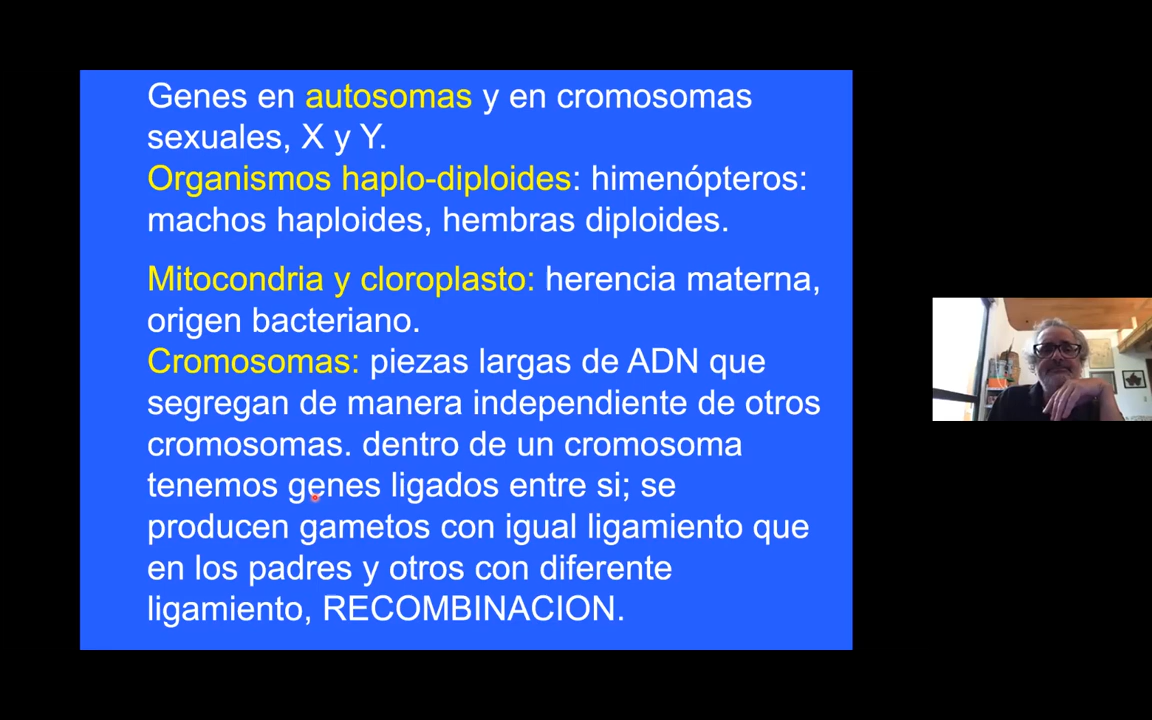 Genes en autosomas y en cromosomas
sexuales, X y Y.
Organismos haplo-diploides: himenópteros:
machos haploides, hembras diploides.
Mitocondria y cloroplasto: herencia materna,
origen bacteriano.
Cromosomas: piezas largas de ADN que
segregan de manera independiente de otros
cromosomas. dentro de un cromosoma
tenemos genes ligados entre si; se
producen gametos con igual ligamiento que
en los padres y otros con diferente
ligamiento, RECOMBINACION.